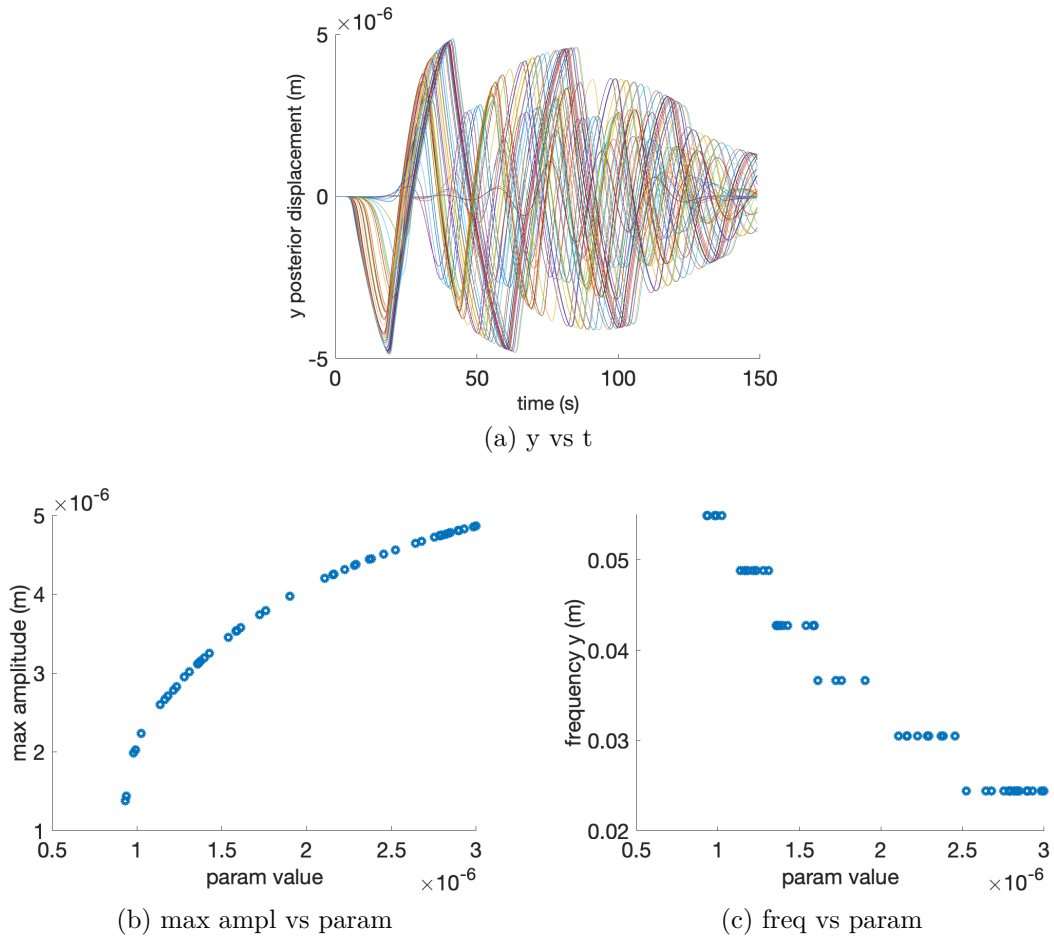 ×10⁻⁶
5
0
-5
y posterior displacement (m)
0 50 100 150
time (s)
(a) y vs t
×10⁻⁶
5
4
3
2
1
max amplitude (m)
0.5 1 1.5 2 2.5 3
param value ×10⁻⁶
(b) max ampl vs param
0.05
0.04
0.03
0.02
frequency y (m)
0.5 1 1.5 2 2.5 3
param value ×10⁻⁶
(c) freq vs param